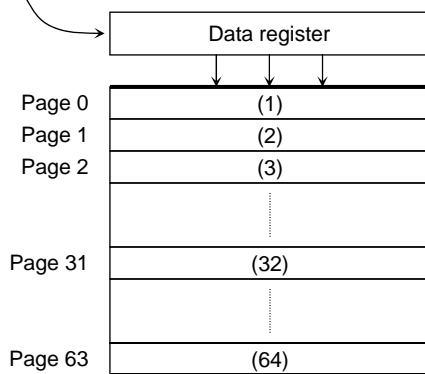 Data register
Page 0 (1)
Page 1 (2)
Page 2 (3)
Page 31 (32)
Page 63 (64)